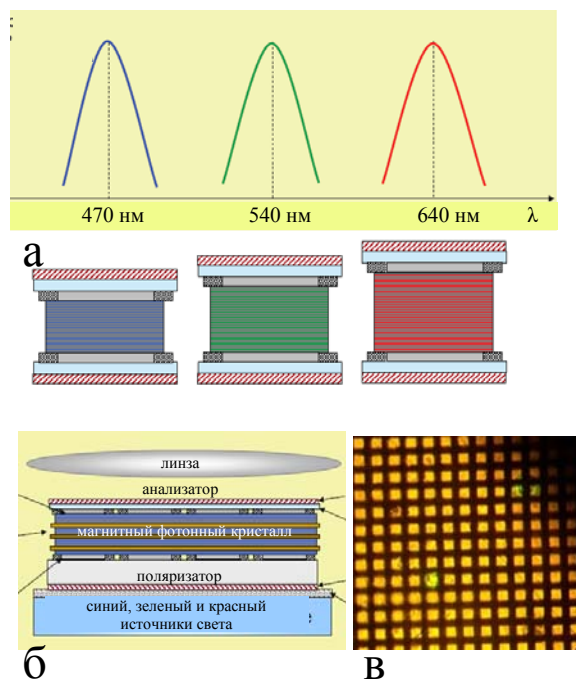 470 нм 540 нм 640 нм λ
а
линза
анализатор
магнитный фотонный кристалл
поляризатор
синий, зеленый и красный
источники света
б
в